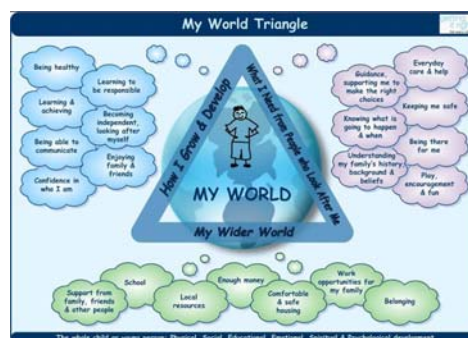 My World Triangle
Being healthy
Learning to
be responsible
Learning &
achieving
Becoming
independent,
looking after
myself
Being able to
communicate
Enjoying
family &
friends
Confidence in
who I am
How I Grow & Develop
What I Need from People who Look After Me
MY WORLD
My Wider World
Everyday
care & help
Guidance,
supporting me to
make the right
choices
Keeping me safe
Knowing what is
going to happen
& when
Being there
for me
Understanding
my family's history,
background &
beliefs
Play,
encouragement
& fun
Support from
family, friends
& other people
School
Local
resources
Enough money
Comfortable
& safe
housing
Work
opportunities for
my family
Belonging
The whole child or young person: Physical, Social, Educational, Emotional, Spiritual & Psychological development